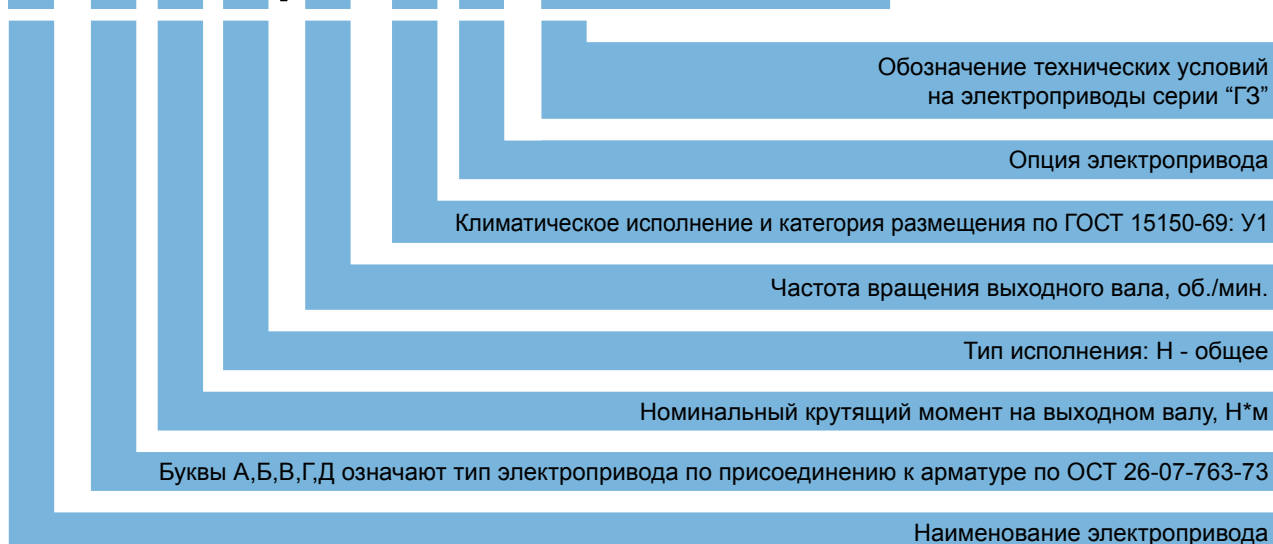 Обозначение технических условий
на электроприводы серии “ГЗ”
Опция электропривода
Климатическое исполнение и категория размещения по ГОСТ 15150-69: У1
Частота вращения выходного вала, об./мин.
Тип исполнения: Н - общее
Номинальный крутящий момент на выходном валу, Н*м
Буквы А,Б,В,Г,Д означают тип электропривода по присоединению к арматуре по ОСТ 26-07-763-73
Наименование электропривода